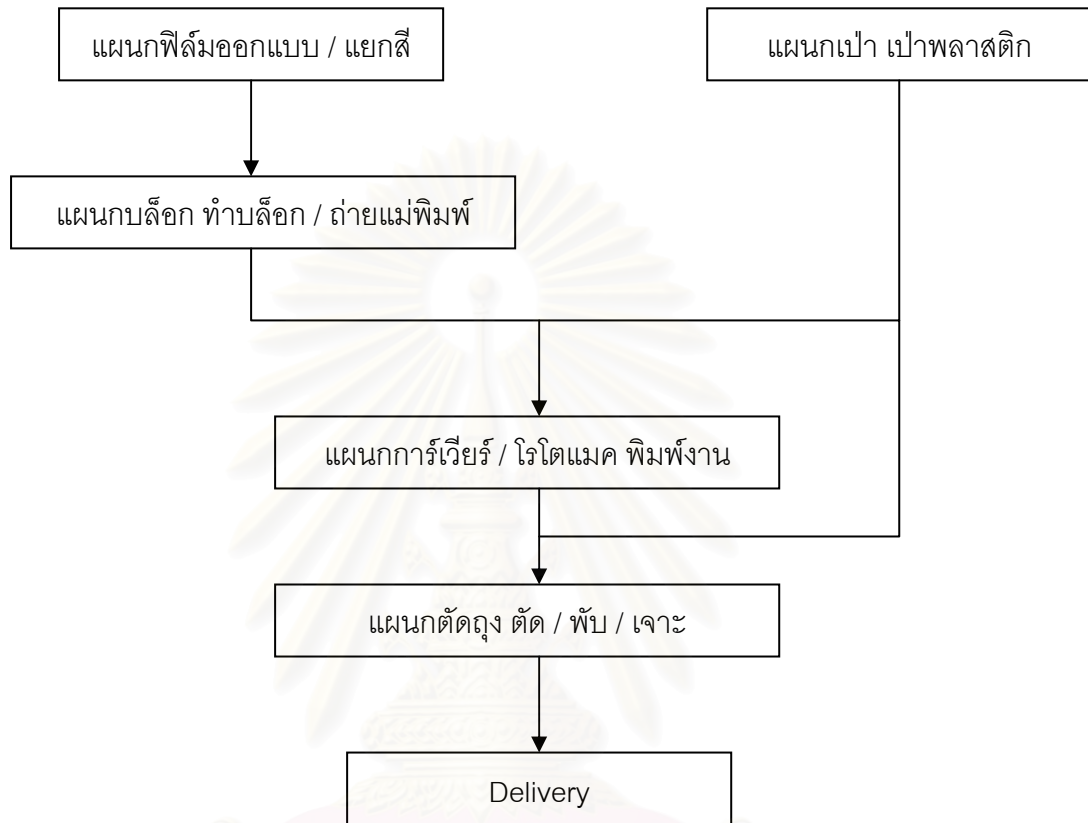 แผนกฟิล์มออกแบบ / แยกสี
แผนกเป่า เป่าพลาสติก
แผนกบล็อก ทำบล็อก / ถ่ายแม่พิมพ์
แผนกการ์เวียร์ / โรโตแมค พิมพ์งาน
แผนกตัดถุง ตัด / พับ / เจาะ
Delivery